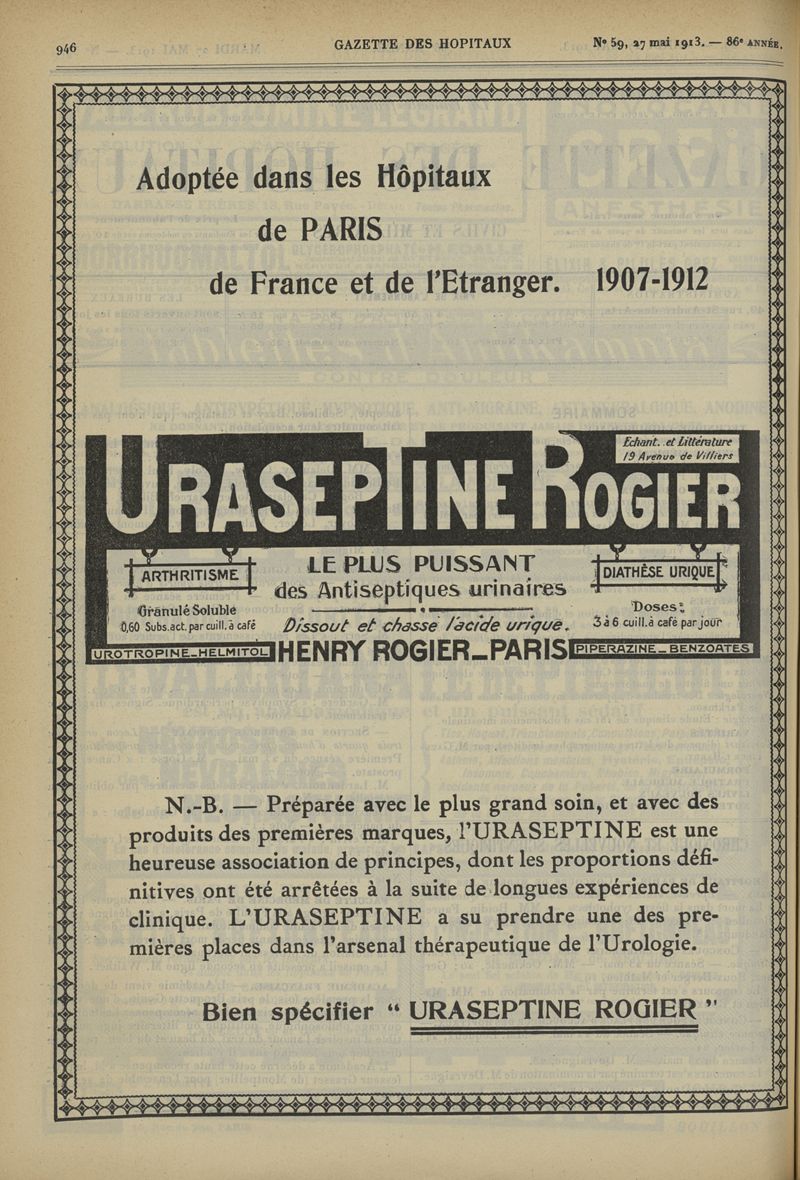 946
GAZETTE DES HOPITAUX
Nº 59, 27 mai 1913. — 86e ANNÉE.
Adoptée dans les Hôpitaux
de PARIS
de France et de l'Etranger. 1907-1912
Echant. et Littérature
19 Avenue de Villiers
URASEPTINE ROGIER
ARTHRITISME
Granulé Soluble
0,60 Subs.act. par cuill. à café
LE PLUS PUISSANT
des Antiseptiques urinaires
Dissout et chasse l'acide urique.
DIATHÈSE URIQUE
Doses:
3 à 6 cuill. à café par jour
UROTROPINE_HELMITOL
HENRY ROGIER_PARIS
PIPERAZINE_BENZOATES
N.-B. — Préparée avec le plus grand soin, et avec des
produits des premières marques, l'URASEPTINE est une
heureuse association de principes, dont les proportions défi-
nitives ont été arrêtées à la suite de longues expériences de
clinique. L'URASEPTINE a su prendre une des pre-
mières places dans l'arsenal thérapeutique de l'Urologie.
Bien spécifier “ URASEPTINE ROGIER ”